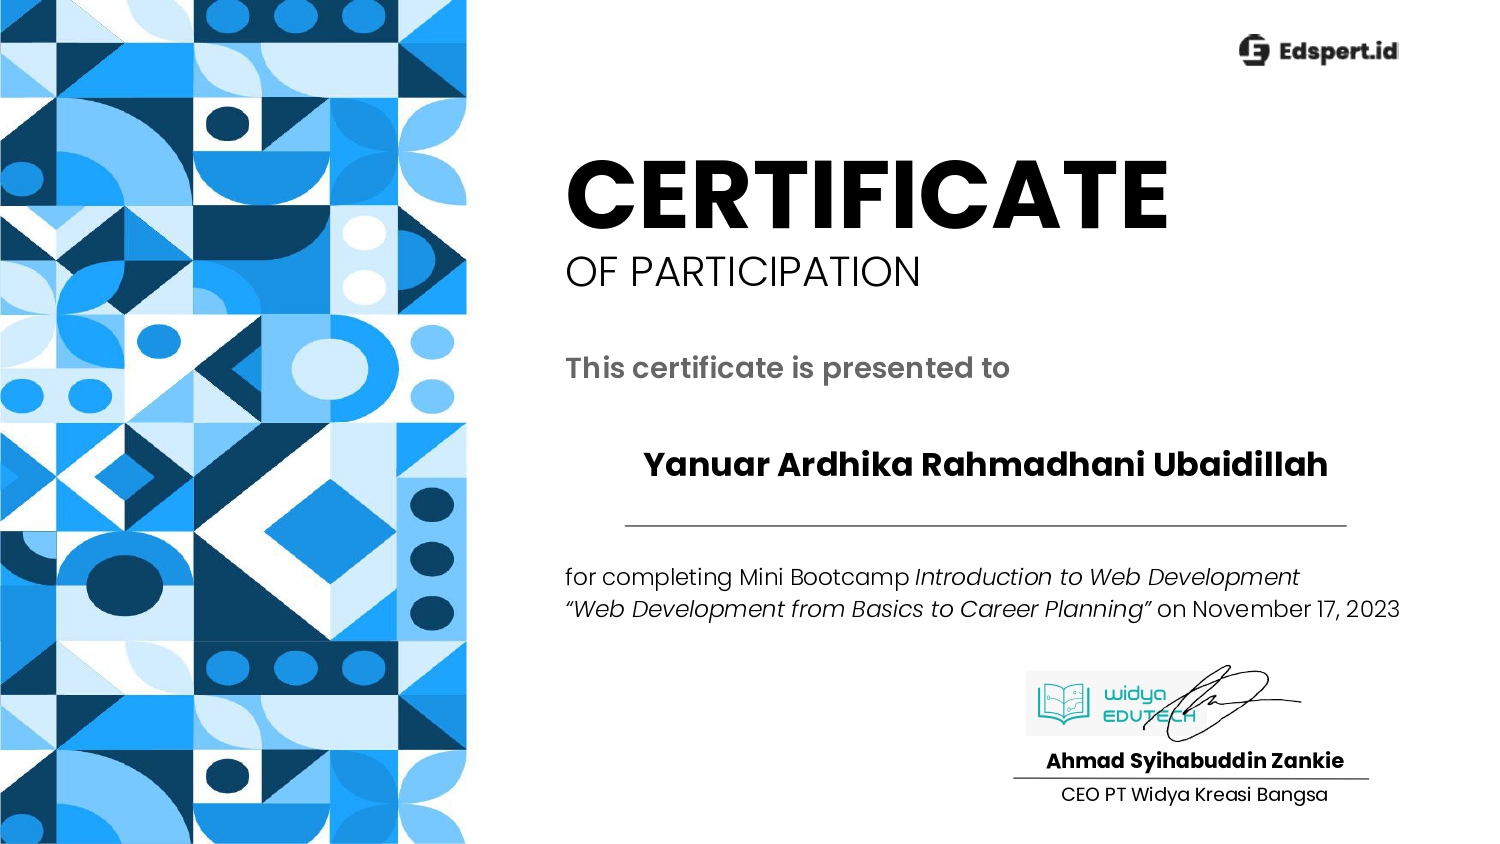 Edspert.id
CERTIFICATE
OF PARTICIPATION
This certificate is presented to
Yanuar Ardhika Rahmadhani Ubaidillah
for completing Mini Bootcamp Introduction to Web Development
“Web Development from Basics to Career Planning” on November 17, 2023
widya
EDUTECH
Ahmad Syihabuddin Zankie
CEO PT Widya Kreasi Bangsa